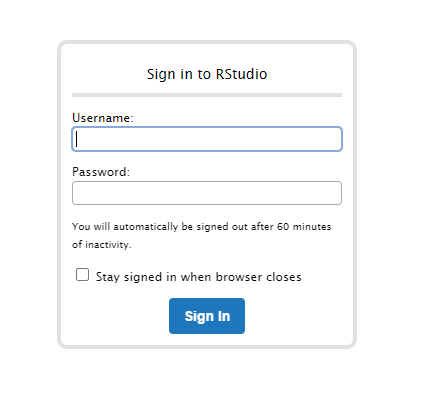 Sign in to RStudio
Username:
Password:
You will automatically be signed out after 60 minutes
of inactivity.
Stay signed in when browser closes
Sign In